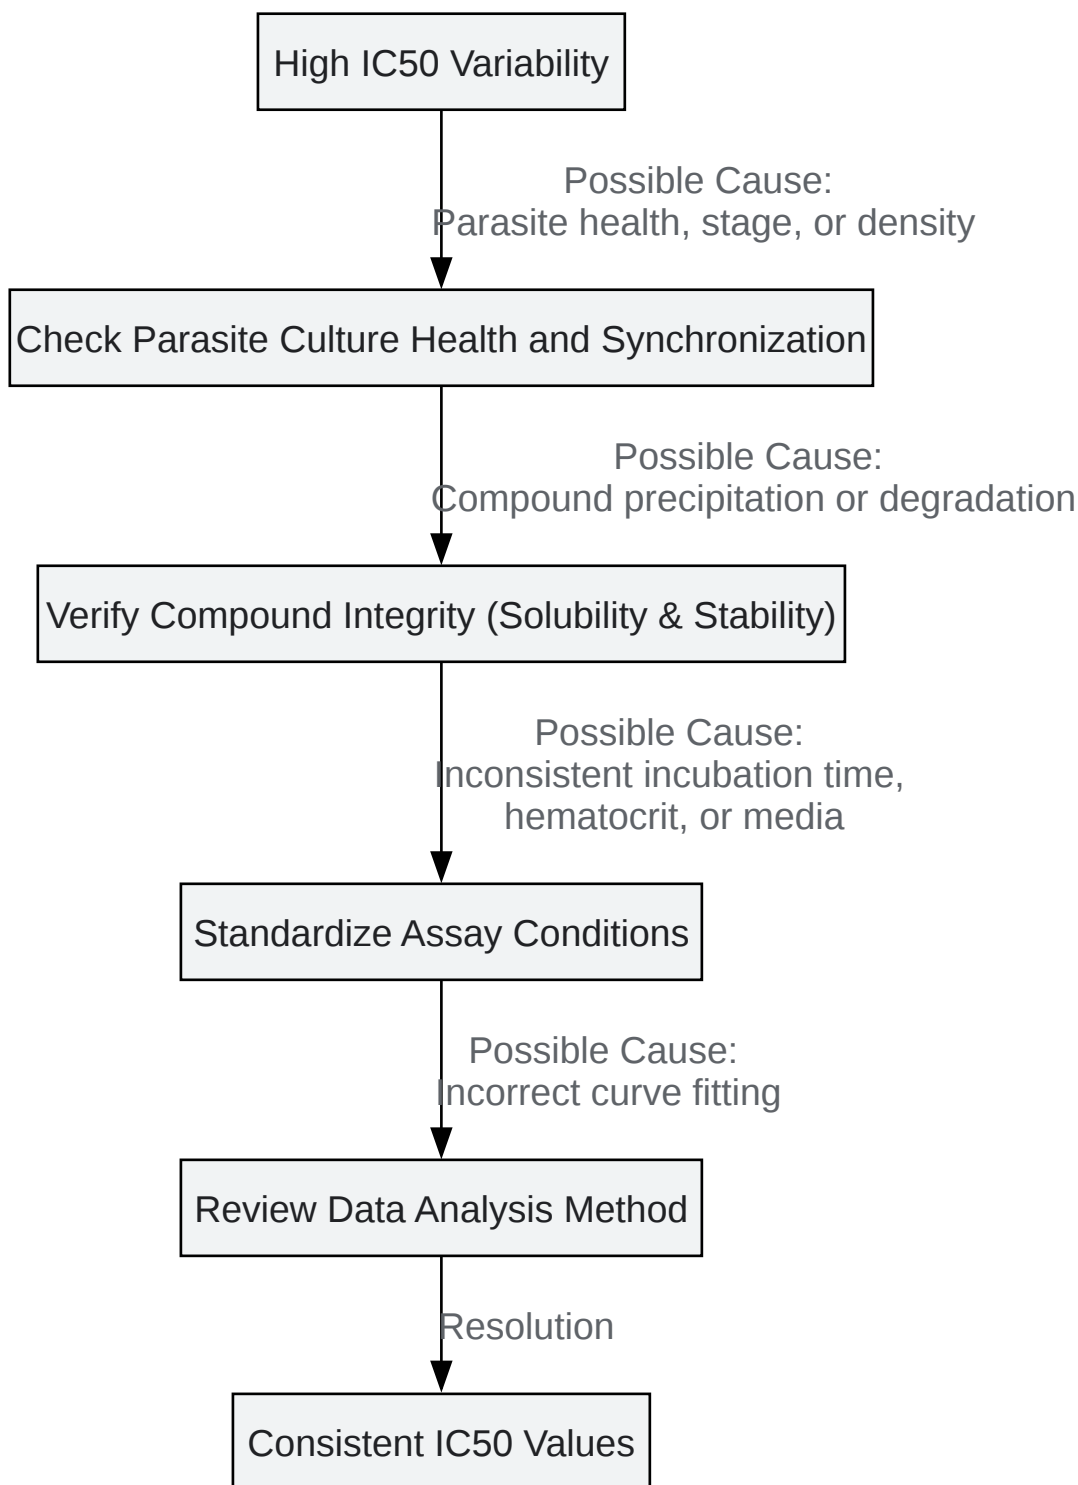 High IC50 Variability
Possible Cause:
Parasite health, stage, or density
Check Parasite Culture Health and Synchronization
Possible Cause:
Compound precipitation or degradation
Verify Compound Integrity (Solubility & Stability)
Possible Cause:
Inconsistent incubation time,
hematocrit, or media
Standardize Assay Conditions
Possible Cause:
Incorrect curve fitting
Review Data Analysis Method
Resolution
Consistent IC50 Values